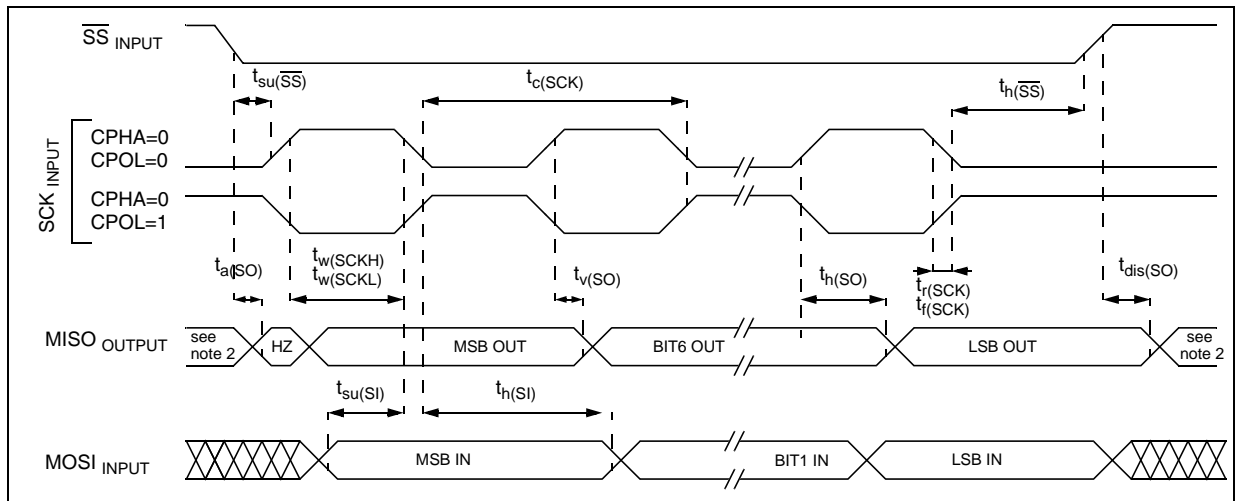 SS INPUT
tsu(SS)
tc(SCK)
th(SS)
SCK INPUT
CPHA=0
CPOL=0
CPHA=0
CPOL=1
ta(SO)
tw(SCKH)
tw(SCKL)
tv(SO)
th(SO)
tr(SCK)
tf(SCK)
tdis(SO)
MISO OUTPUT
see
note 2
HZ
MSB OUT
BIT6 OUT
LSB OUT
see
note 2
tsu(SI)
th(SI)
MOSI INPUT
MSB IN
BIT1 IN
LSB IN